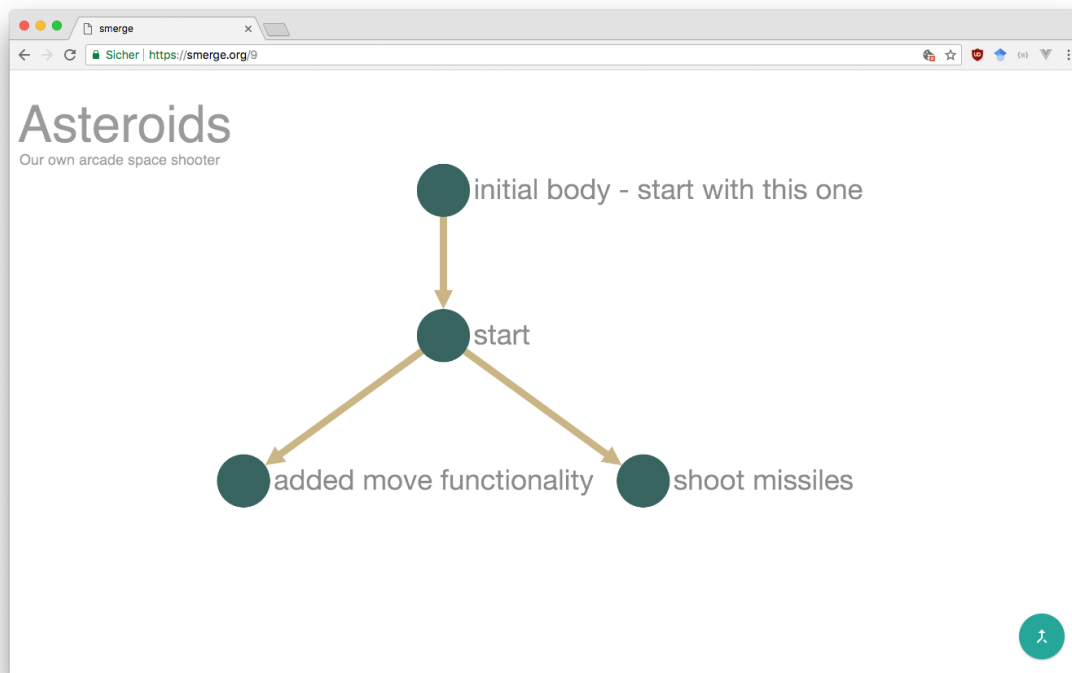 smerge
Sicher https://smerge.org/9
Asteroids
Our own arcade space shooter
initial body - start with this one
start
added move functionality
shoot missiles